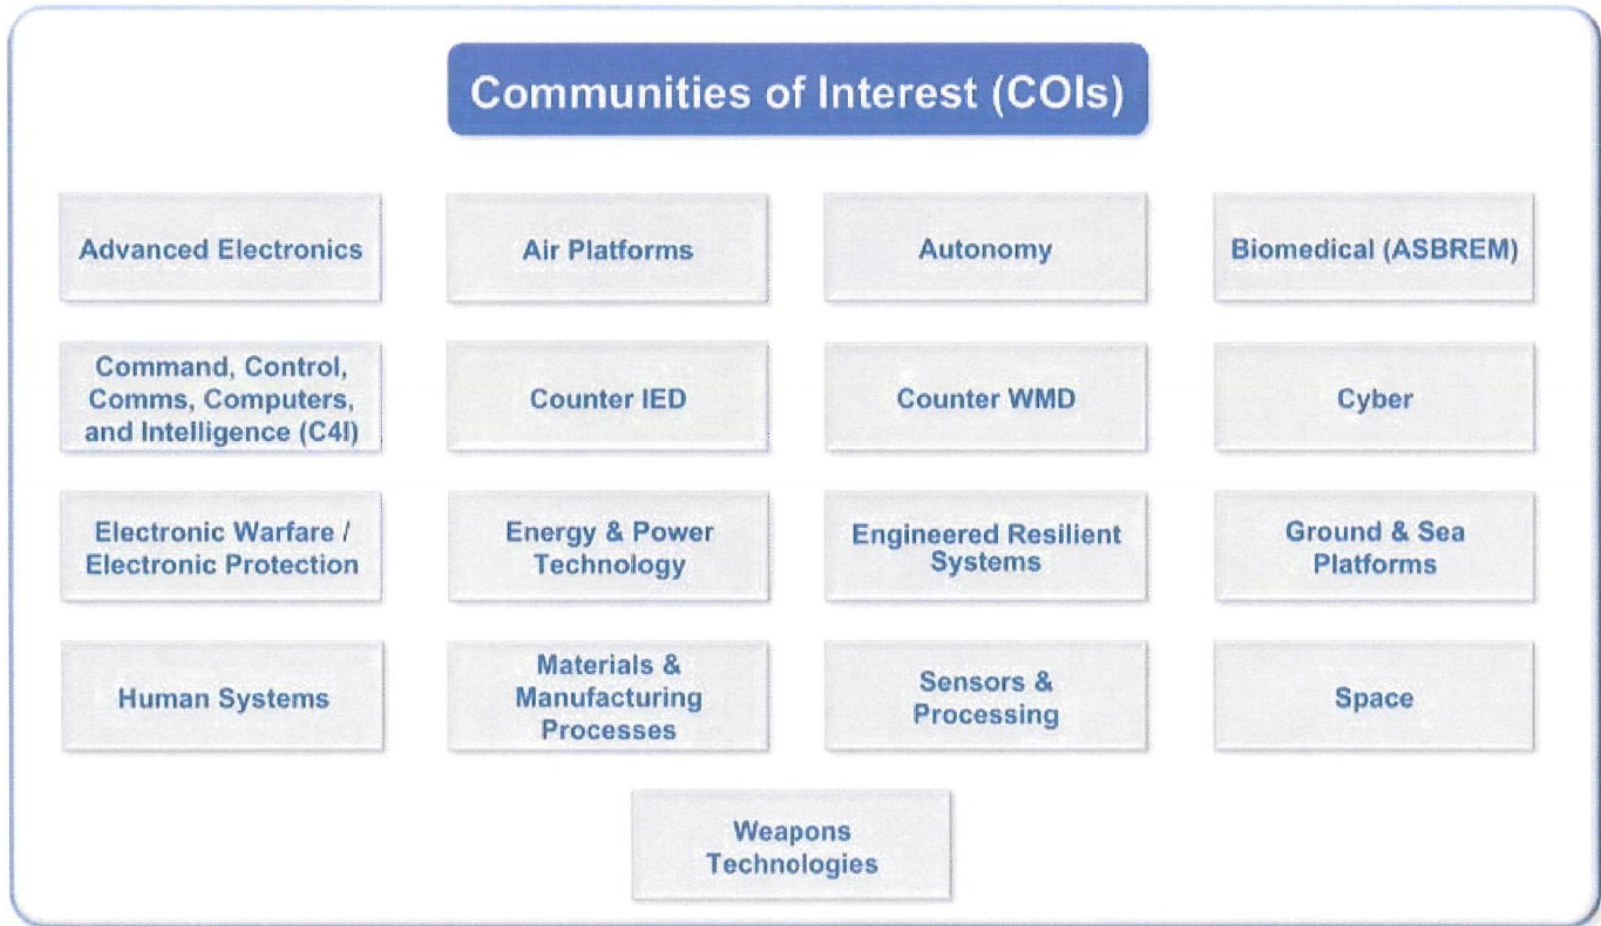 Communities of Interest (COIs)
Advanced Electronics
Air Platforms
Autonomy
Biomedical (ASBREM)
Command, Control,
Comms, Computers,
and Intelligence (C4I)
Counter IED
Counter WMD
Cyber
Electronic Warfare /
Electronic Protection
Energy & Power
Technology
Engineered Resilient
Systems
Ground & Sea
Platforms
Human Systems
Materials &
Manufacturing
Processes
Sensors &
Processing
Space
Weapons
Technologies